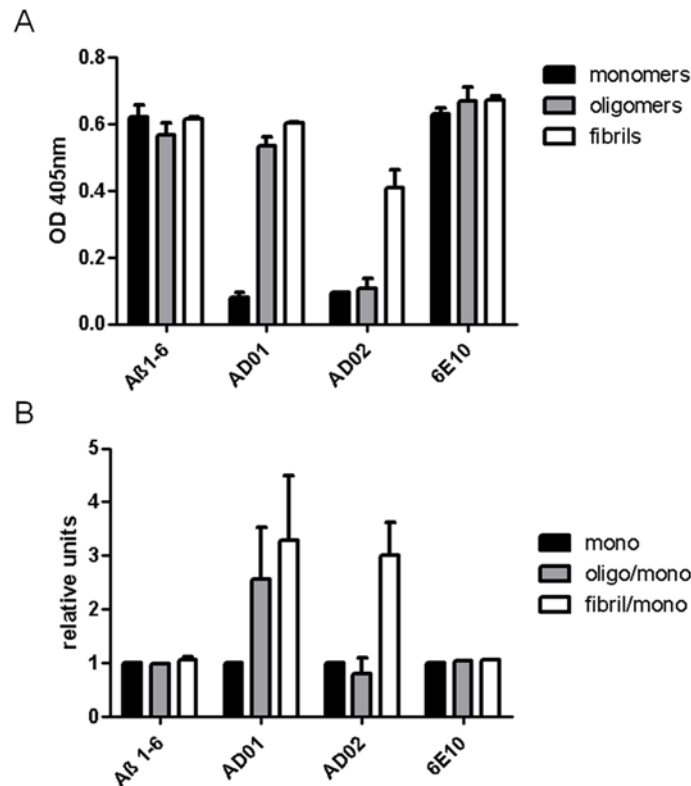 A
0.8
0.6
0.4
0.2
0.0
OD 405nm
Aß1-6
AD01
AD02
6E10
monomers
oligomers
fibrils
B
5
4
3
2
1
0
relative units
Aß 1-6
AD01
AD02
6E10
mono
oligo/mono
fibril/mono